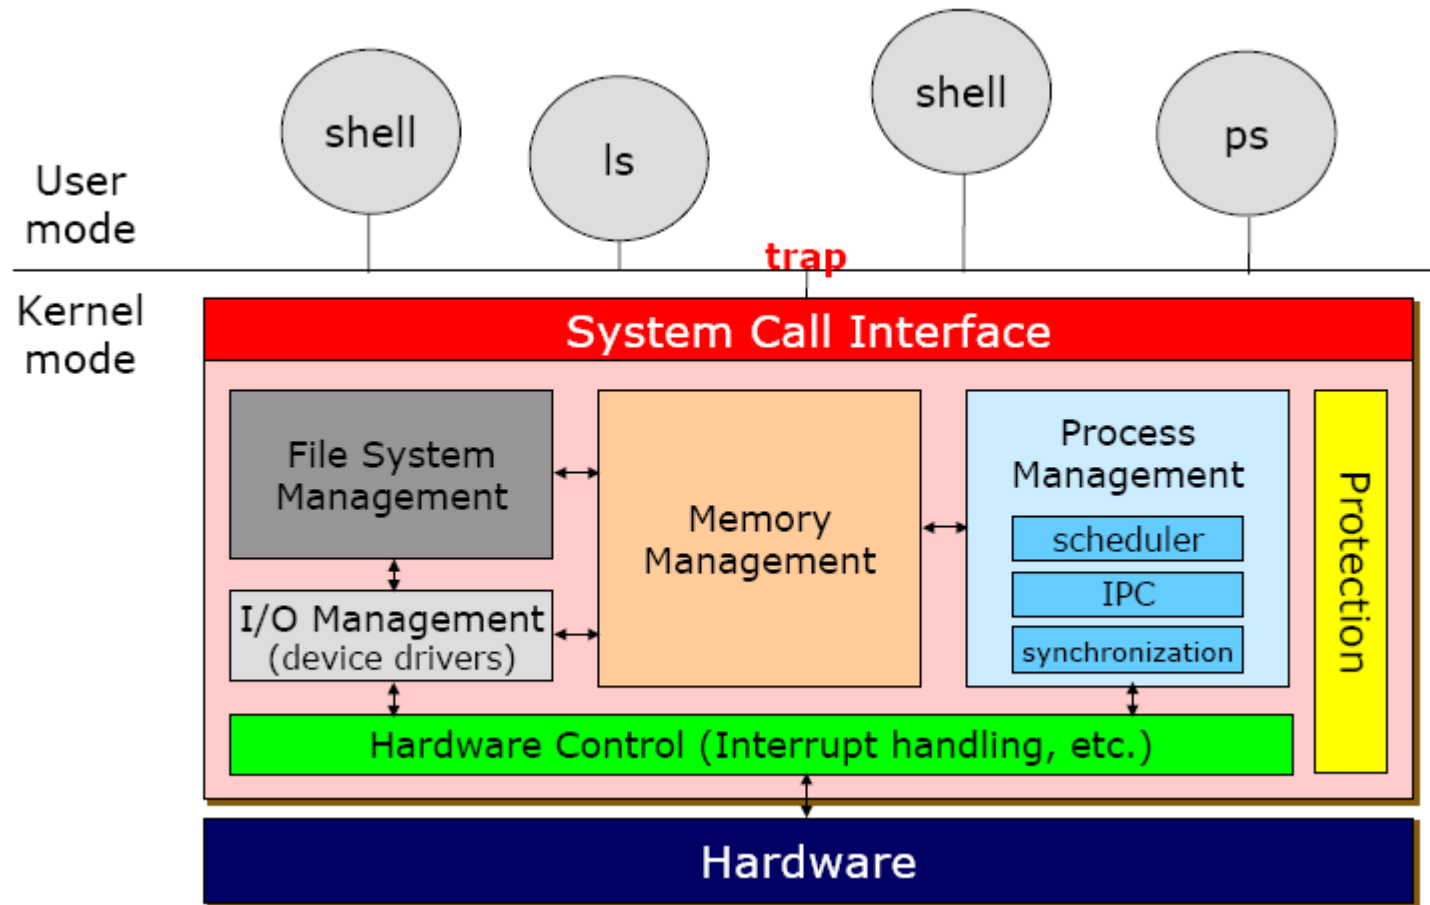 shell
ls
shell
ps
User
mode
trap
Kernel
mode
System Call Interface
File System
Management
Memory
Management
Process
Management
scheduler
IPC
synchronization
Protection
I/O Management
(device drivers)
Hardware Control (Interrupt handling, etc.)
Hardware